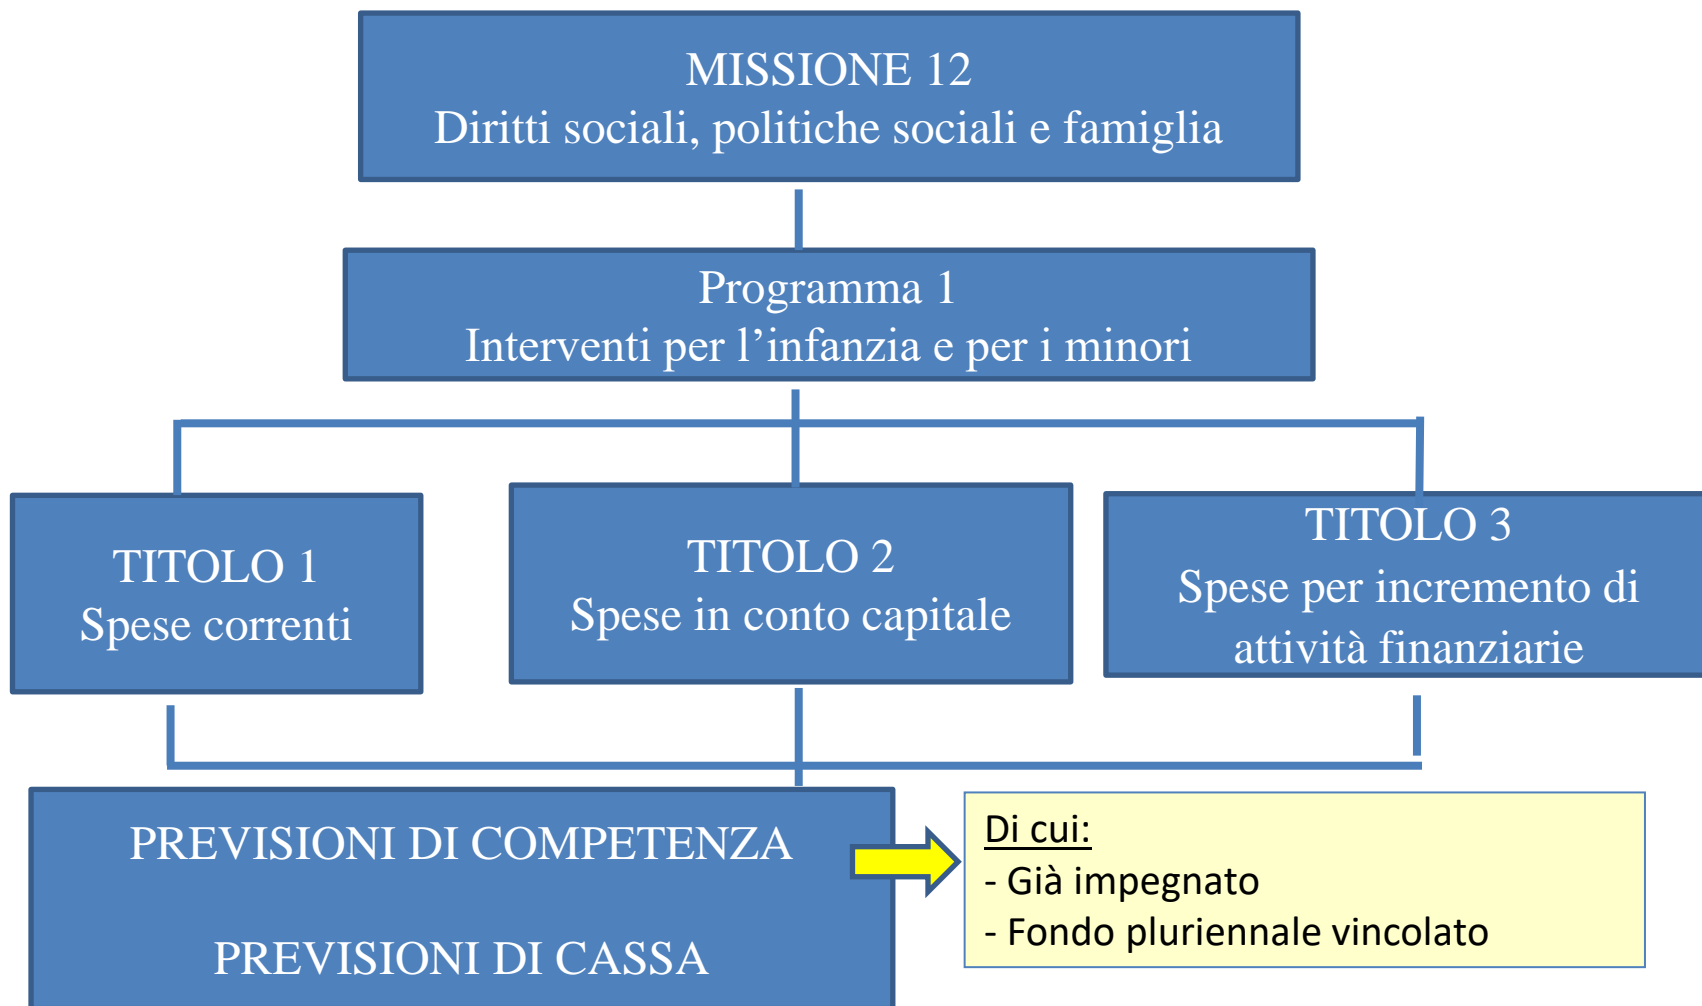 MISSIONE 12
Diritti sociali, politiche sociali e famiglia
Programma 1
Interventi per l’infanzia e per i minori
TITOLO 1
Spese correnti
TITOLO 2
Spese in conto capitale
TITOLO 3
Spese per incremento di
attività finanziarie
PREVISIONI DI COMPETENZA
PREVISIONI DI CASSA
Di cui:
- Già impegnato
- Fondo pluriennale vincolato